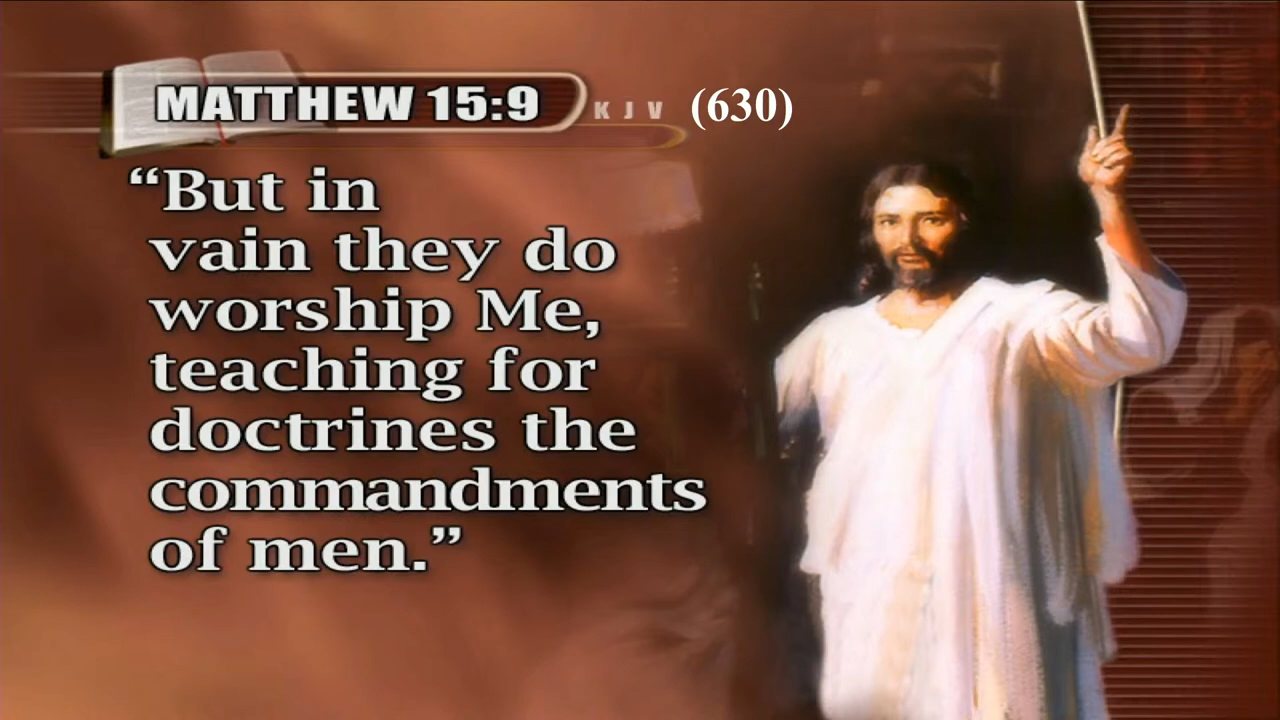 MATTHEW 15:9 KJV (630)
“But in
vain they do
worship Me,
teaching for
doctrines the
commandments
of men.”